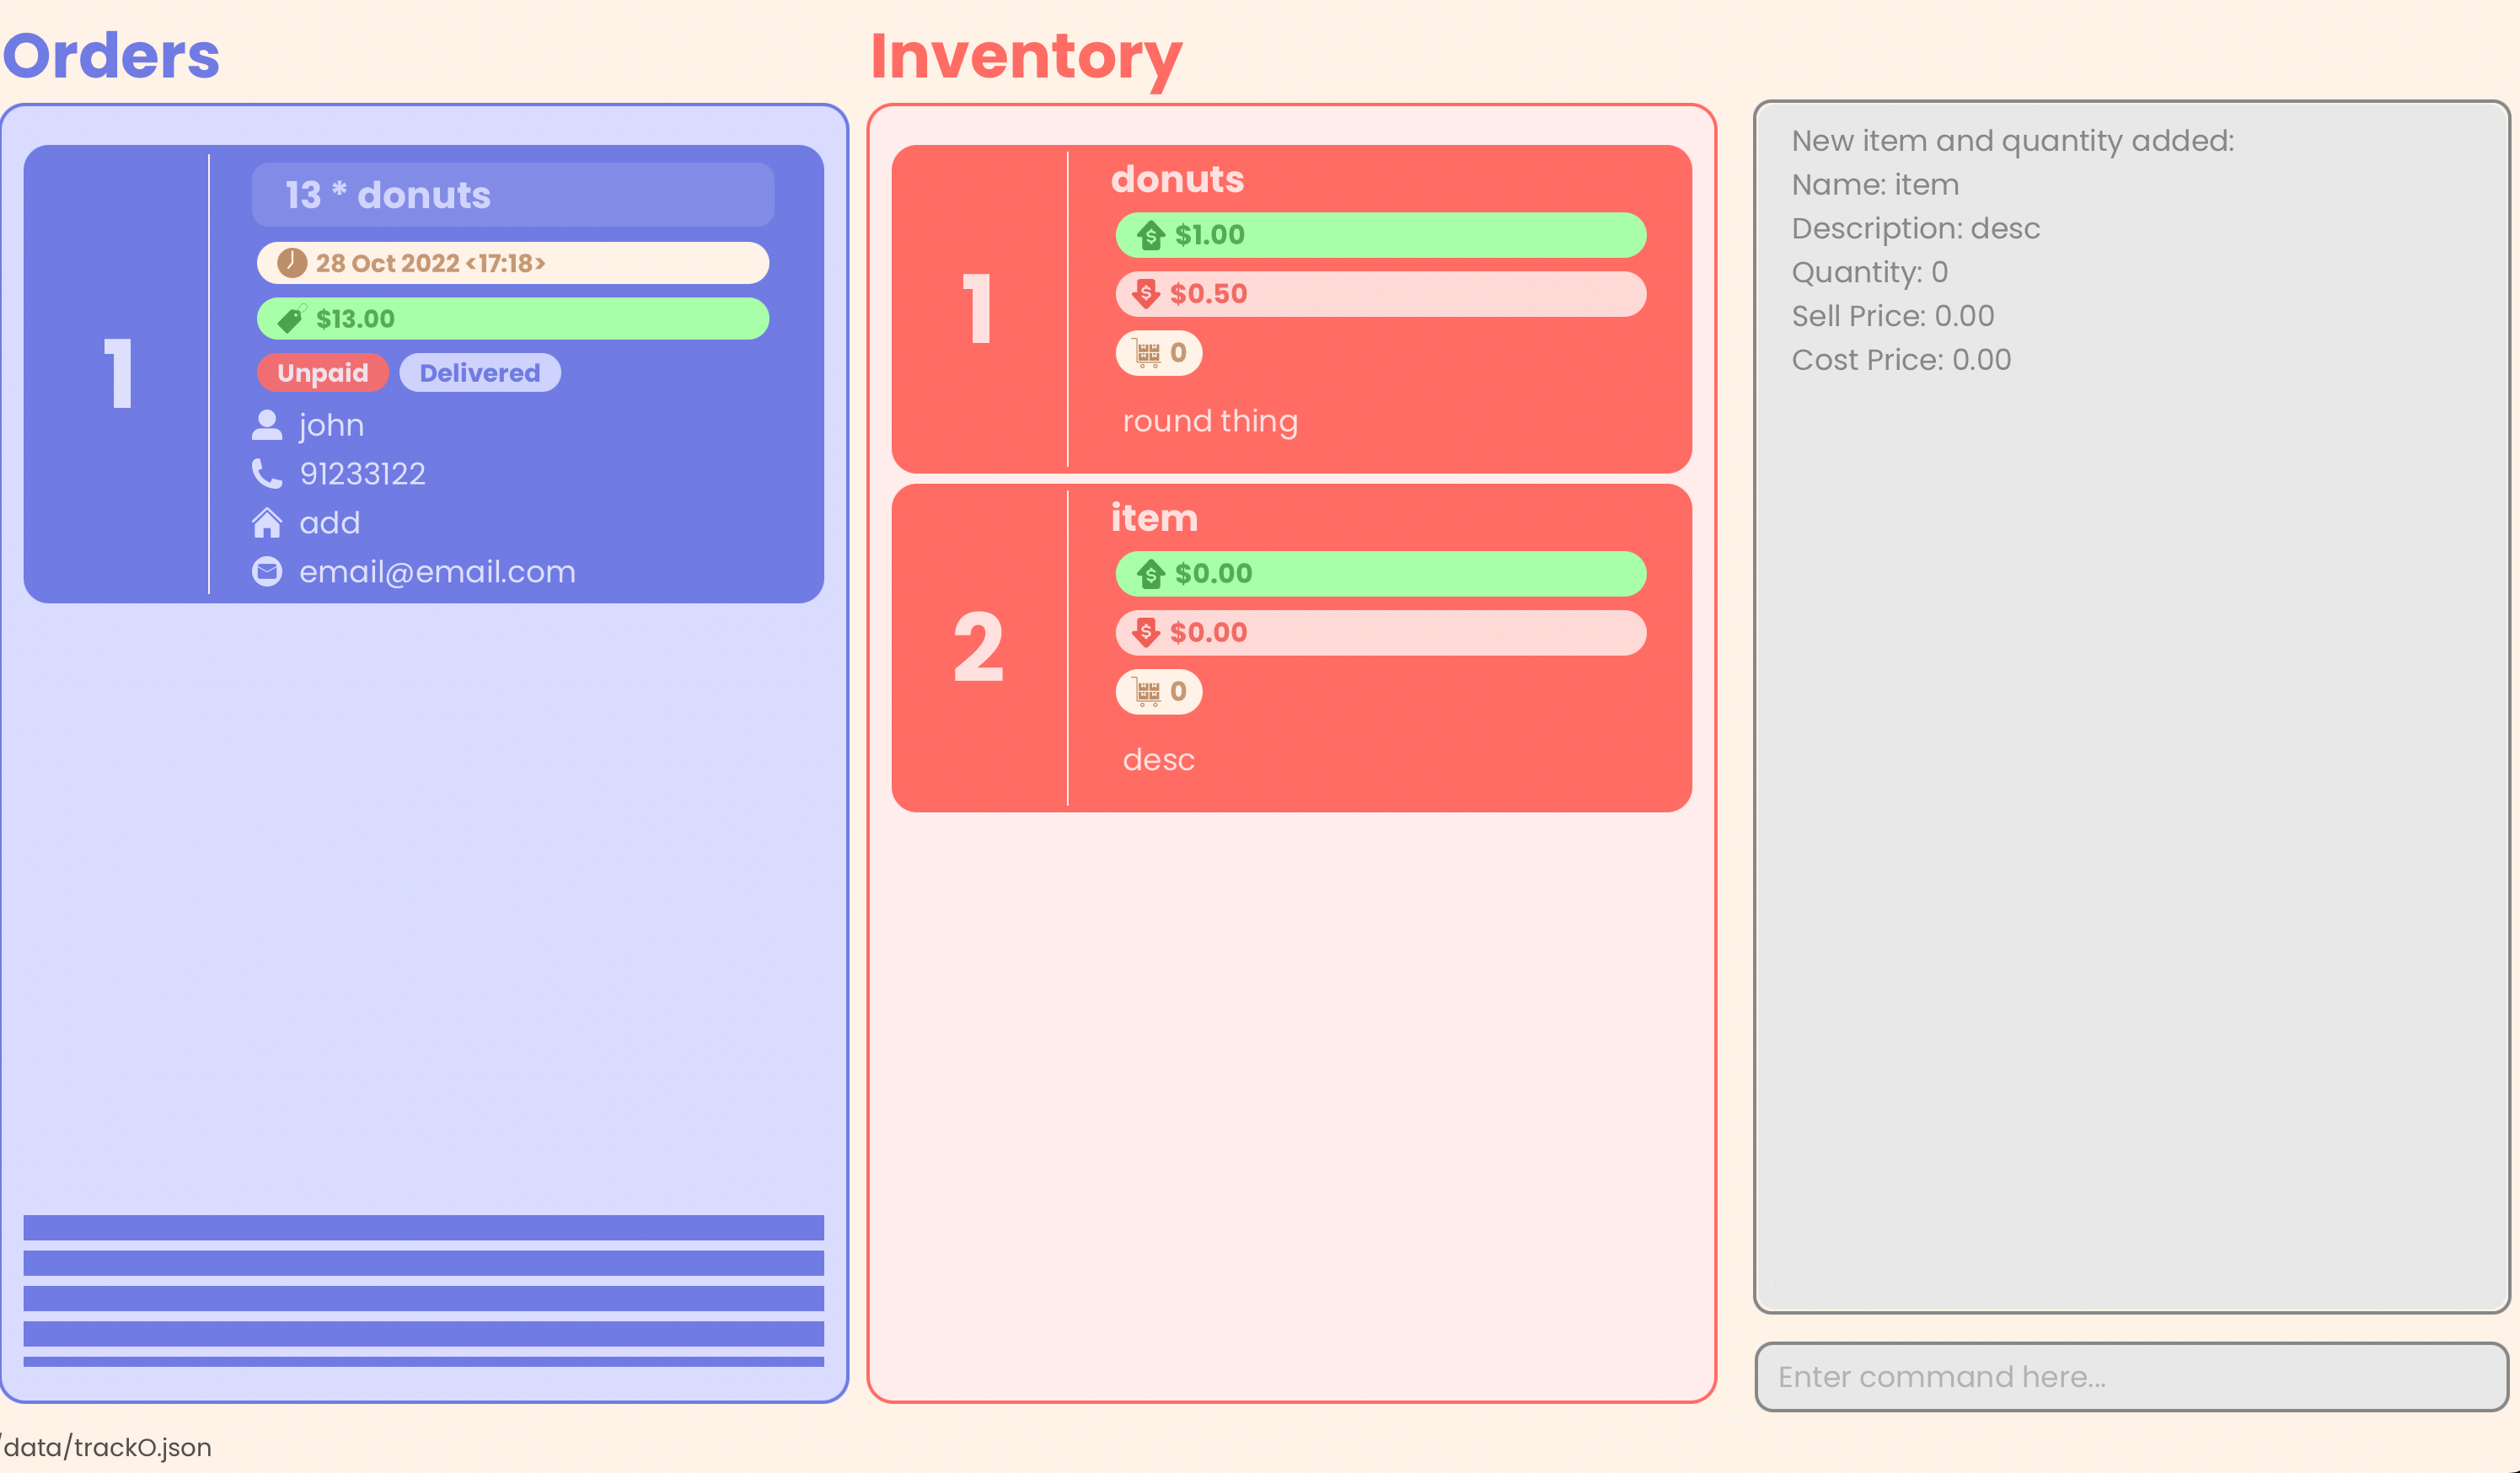 Orders
1
13 * donuts
28 Oct 2022 <17:18>
$13.00
Unpaid Delivered
john
91233122
add
email@email.com
Inventory
1
donuts
$1.00
$0.50
0
round thing
2
item
$0.00
$0.00
0
desc
New item and quantity added:
Name: item
Description: desc
Quantity: 0
Sell Price: 0.00
Cost Price: 0.00
Enter command here...
/data/trackO.json